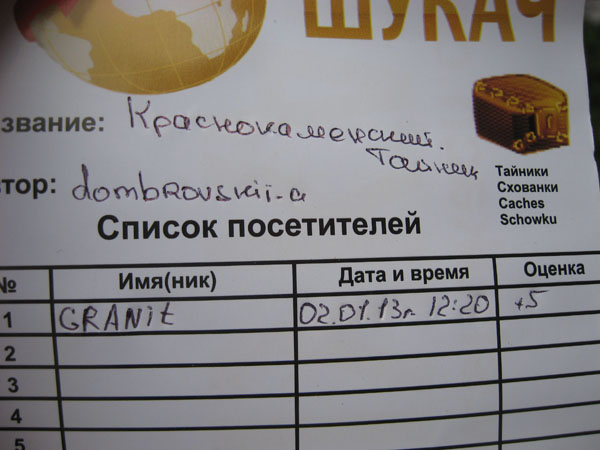 ШУКАЧ
звание: Краснокаменский.
Тайник
тор: dombrovskii-a
Тайники
Схованки
Caches
Schowku
Список посетителей
№ Имя(ник) Дата и время Оценка
1 GRANit 02.01.13г 12:20 +5
2
3
4
5